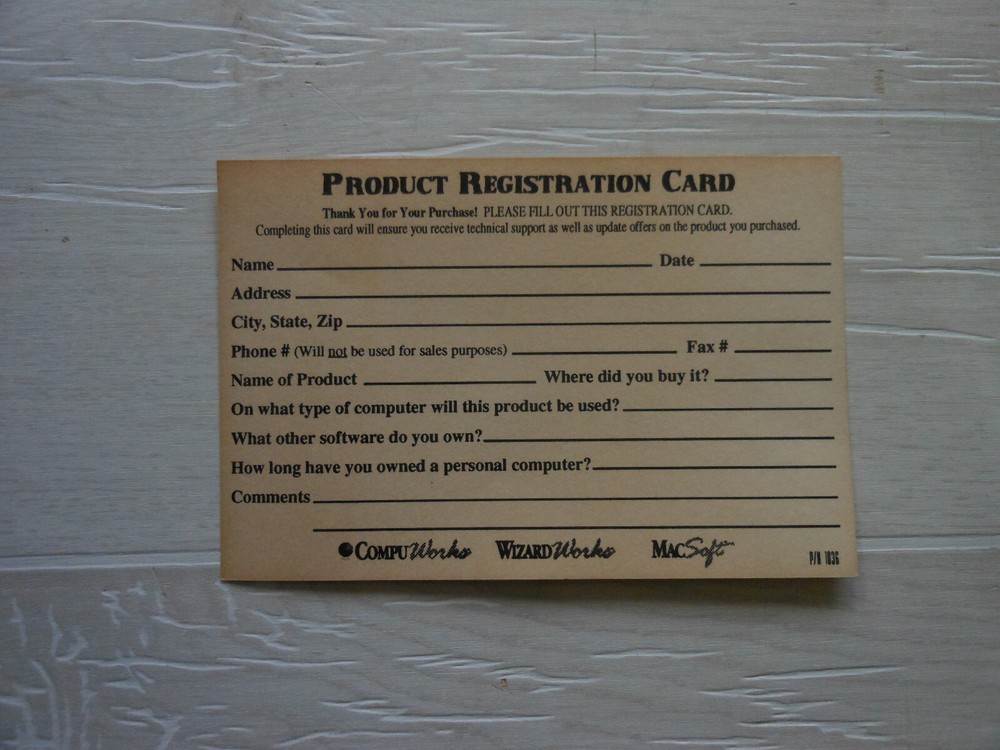 PRODUCT REGISTRATION CARD
Thank You for Your Purchase! PLEASE FILL OUT THIS REGISTRATION CARD.
Completing this card will ensure you receive technical support as well as update offers on the product you purchased.
Name Date
Address
City, State, Zip
Phone # (Will not be used for sales purposes) Fax #
Name of Product Where did you buy it?
On what type of computer will this product be used?
What other software do you own?
How long have you owned a personal computer?
Comments
COMPUWorks WIZARDWorks MACSoft™ P/N 1036